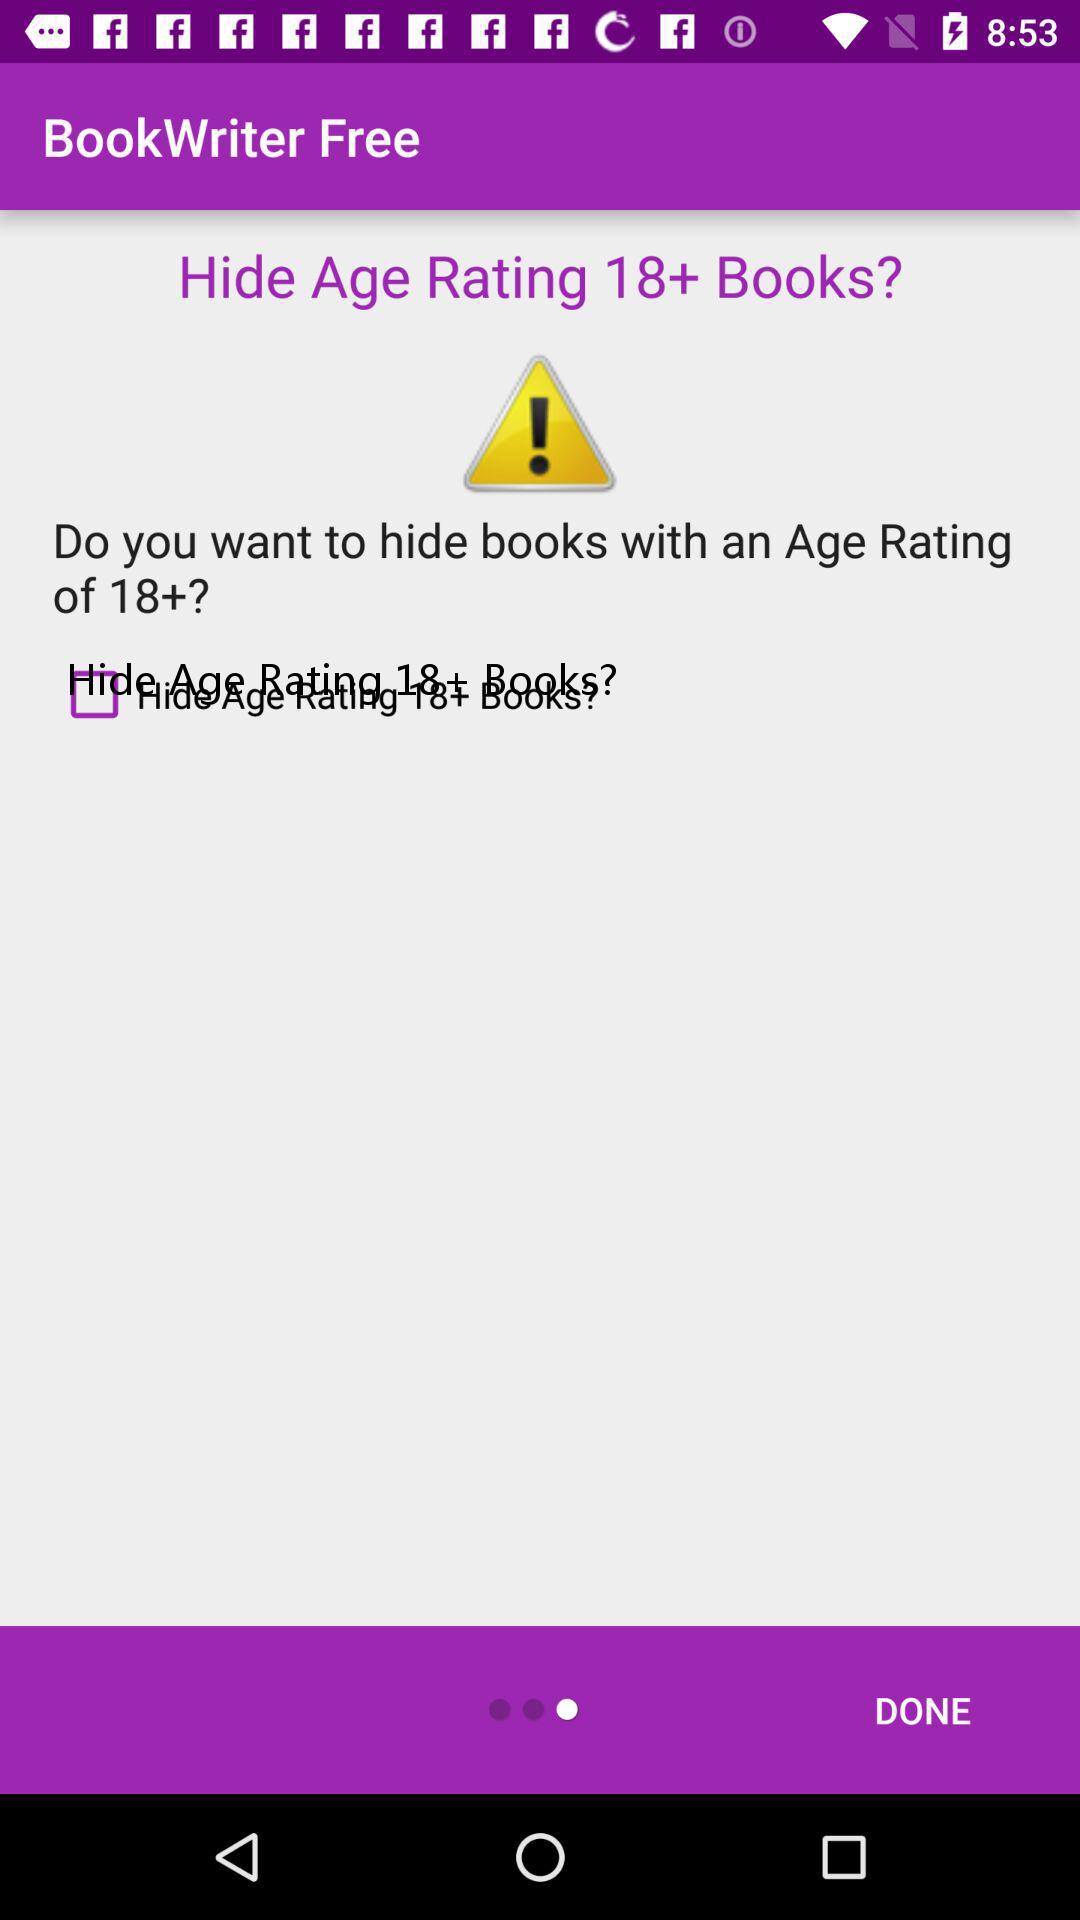 8:53
BookWriter Free
Hide Age Rating 18+ Books?
Do you want to hide books with an Age Rating
of 18+?
Hide Age Rating 18+ Books?
Hide Age Rating 18+ Books?
DONE